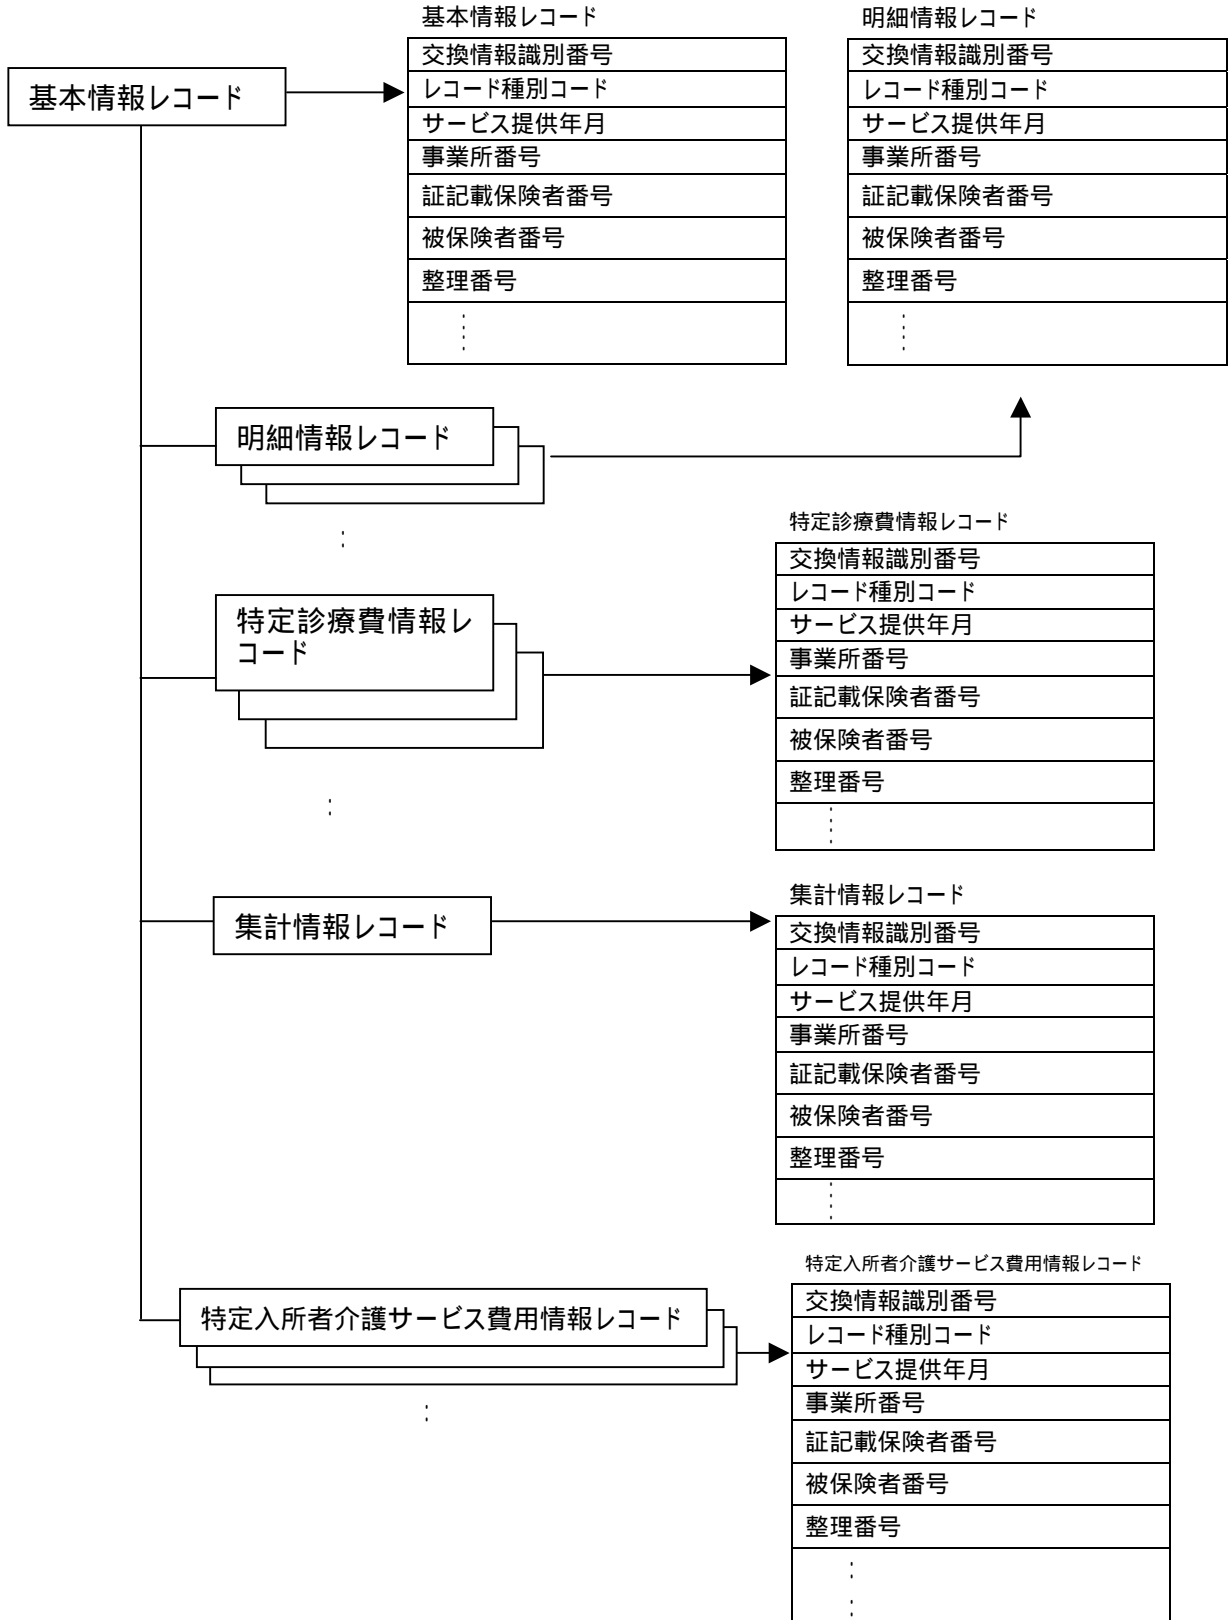 基本情報レコード
基本情報レコード
交換情報識別番号
レコード種別コード
サービス提供年月
事業所番号
証記載保険者番号
被保険者番号
整理番号
明細情報レコード
交換情報識別番号
レコード種別コード
サービス提供年月
事業所番号
証記載保険者番号
被保険者番号
整理番号
明細情報レコード
特定診療費情報レ
コード
特定診療費情報レコード
交換情報識別番号
レコード種別コード
サービス提供年月
事業所番号
証記載保険者番号
被保険者番号
整理番号
集計情報レコード
集計情報レコード
交換情報識別番号
レコード種別コード
サービス提供年月
事業所番号
証記載保険者番号
被保険者番号
整理番号
特定入所者介護サービス費用情報レコード
特定入所者介護サービス費用情報レコード
交換情報識別番号
レコード種別コード
サービス提供年月
事業所番号
証記載保険者番号
被保険者番号
整理番号